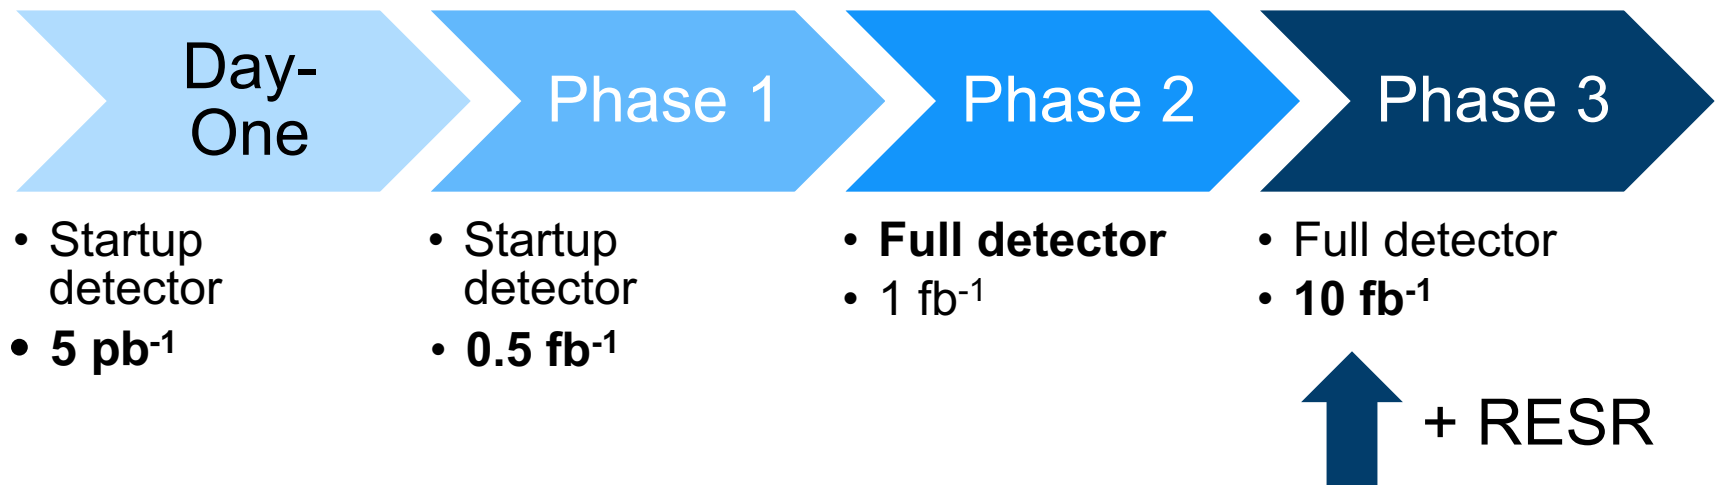 Day-
One
Phase 1
Phase 2
Phase 3
• Startup
detector
• 5 pb⁻¹
• Startup
detector
• 0.5 fb⁻¹
• Full detector
• 1 fb⁻¹
• Full detector
• 10 fb⁻¹
+ RESR